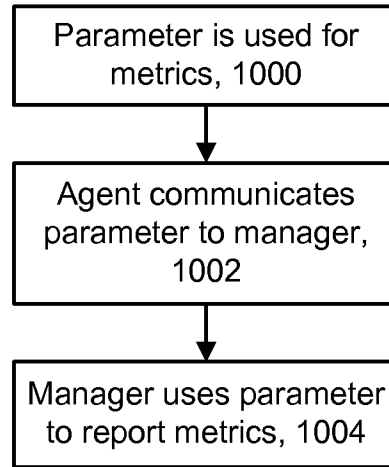 Parameter is used for
metrics, 1000
Agent communicates
parameter to manager,
1002
Manager uses parameter
to report metrics, 1004